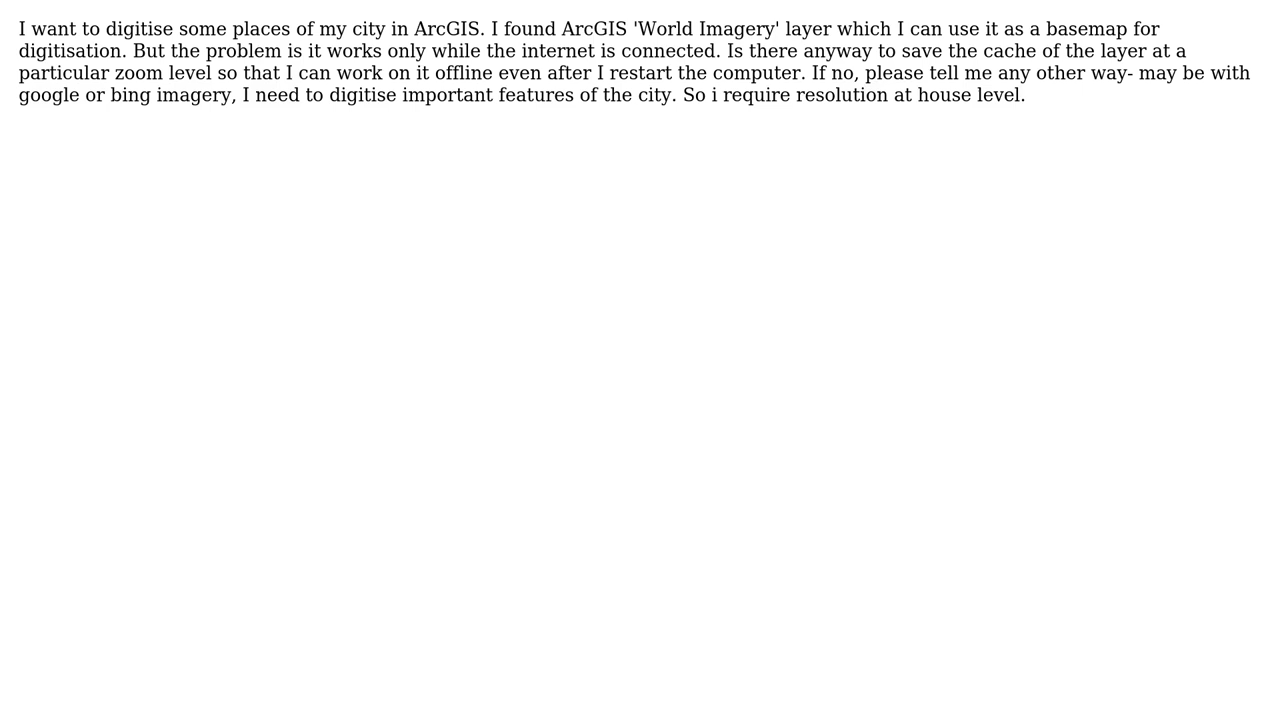 I want to digitise some places of my city in ArcGIS. I found ArcGIS 'World Imagery' layer which I can use it as a basemap for
digitisation. But the problem is it works only while the internet is connected. Is there anyway to save the cache of the layer at a
particular zoom level so that I can work on it offline even after I restart the computer. If no, please tell me any other way- may be with
google or bing imagery, I need to digitise important features of the city. So i require resolution at house level.